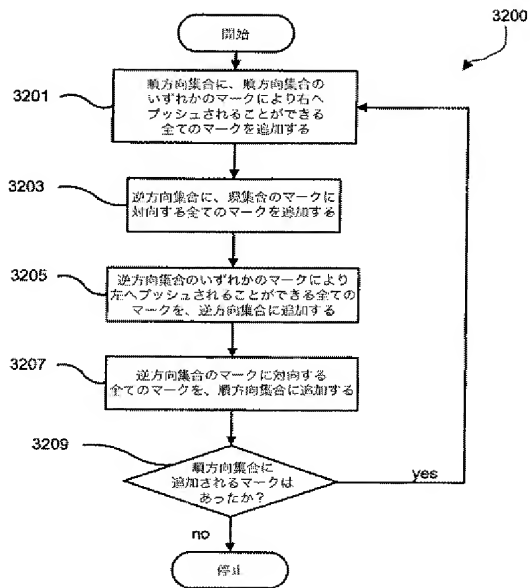 開始
3200
3201
順方向集合に、順方向集合の
いずれかのマークにより右へ
プッシュされることができる
全てのマークを追加する
3203
逆方向集合に、現集合のマークに
対向する全てのマークを追加する
3205
逆方向集合のいずれかのマークにより
左へプッシュされることができる全ての
マークを、逆方向集合に追加する
3207
逆方向集合のマークに対向する
全てのマークを、順方向集合に追加する
3209
順方向集合に
追加されるマークは
あったか？
yes
no
停止